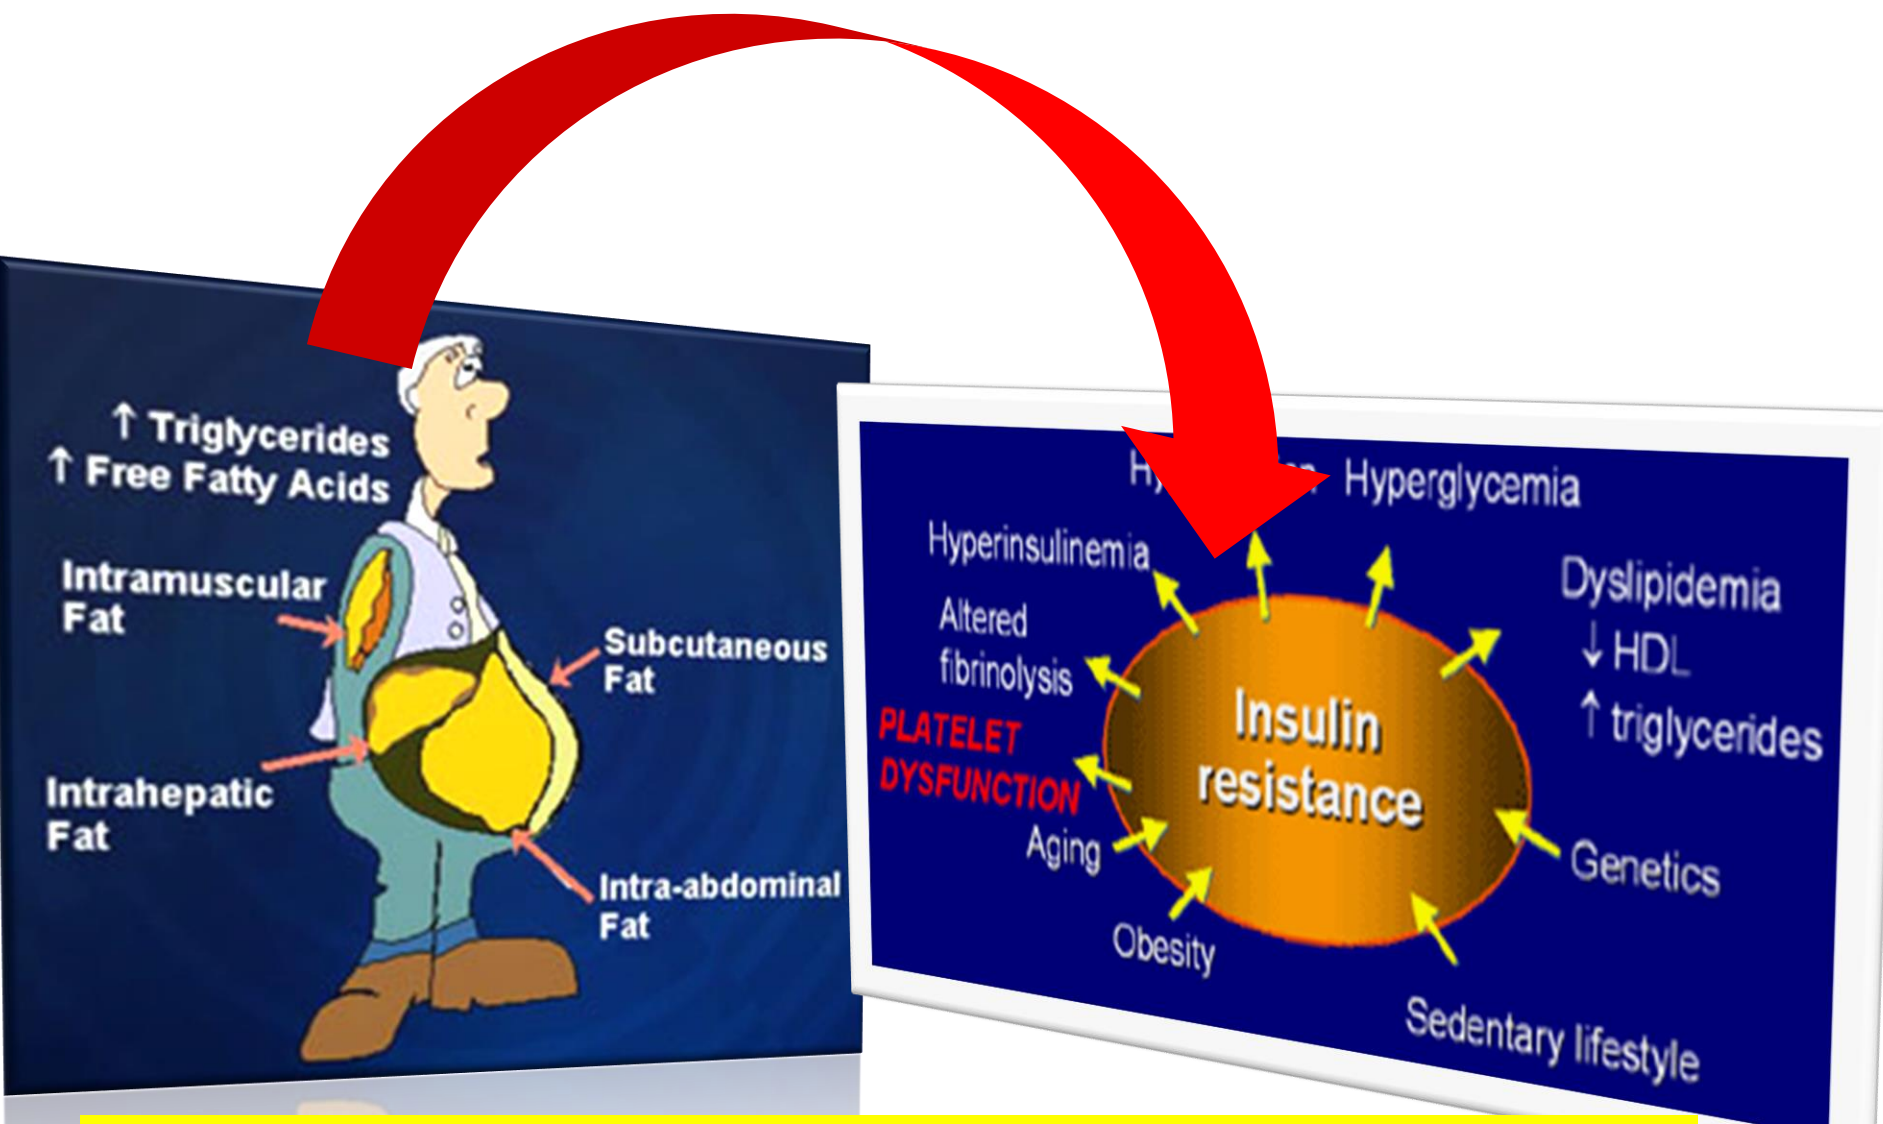 ↑ Triglycerides
↑ Free Fatty Acids
Intramuscular
Fat
Subcutaneous
Fat
Intrahepatic
Fat
Intra-abdominal
Fat
Hyperglycemia
Hyperinsulinemia
Altered
fibrinolysis
PLATELET
DYSFUNCTION
Dyslipidemia
↓ HDL
↑ triglycerides
Insulin
resistance
Aging
Obesity
Genetics
Sedentary lifestyle